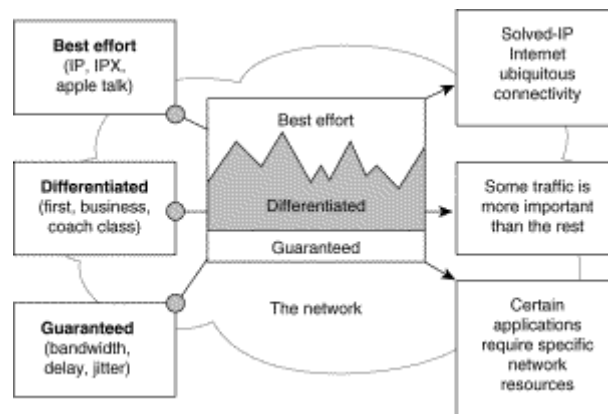 Best effort
(IP, IPX,
apple talk)
Differentiated
(first, business,
coach class)
Guaranteed
(bandwidth,
delay, jitter)
Best effort
Differentiated
Guaranteed
The network
Solved-IP
Internet
ubiquitous
connectivity
Some traffic is
more important
than the rest
Certain
applications
require specific
network
resources